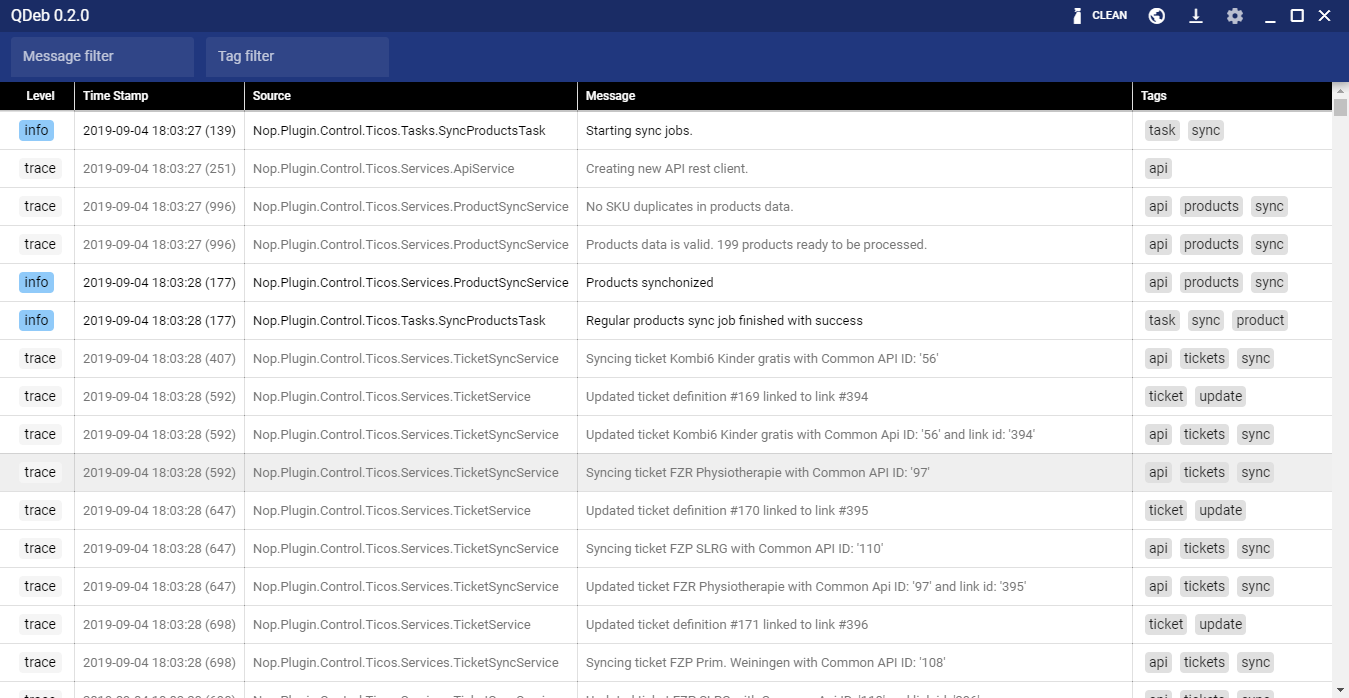 QDeb 0.2.0 CLEAN
Message filter Tag filter
Level Time Stamp Source Message Tags
info 2019-09-04 18:03:27 (139) Nop.Plugin.Control.Ticos.Tasks.SyncProductsTask Starting sync jobs. task sync
trace 2019-09-04 18:03:27 (251) Nop.Plugin.Control.Ticos.Services.ApiService Creating new API rest client. api
trace 2019-09-04 18:03:27 (996) Nop.Plugin.Control.Ticos.Services.ProductSyncService No SKU duplicates in products data. api products sync
trace 2019-09-04 18:03:27 (996) Nop.Plugin.Control.Ticos.Services.ProductSyncService Products data is valid. 199 products ready to be processed. api products sync
info 2019-09-04 18:03:28 (177) Nop.Plugin.Control.Ticos.Services.ProductSyncService Products synchonized api products sync
info 2019-09-04 18:03:28 (177) Nop.Plugin.Control.Ticos.Tasks.SyncProductsTask Regular products sync job finished with success task sync product
trace 2019-09-04 18:03:28 (407) Nop.Plugin.Control.Ticos.Services.TicketSyncService Syncing ticket Kombi6 Kinder gratis with Common API ID: '56' api tickets sync
trace 2019-09-04 18:03:28 (592) Nop.Plugin.Control.Ticos.Services.TicketService Updated ticket definition #169 linked to link #394 ticket update
trace 2019-09-04 18:03:28 (592) Nop.Plugin.Control.Ticos.Services.TicketSyncService Updated ticket Kombi6 Kinder gratis with Common Api ID: '56' and link id: '394' api tickets sync
trace 2019-09-04 18:03:28 (592) Nop.Plugin.Control.Ticos.Services.TicketSyncService Syncing ticket FZR Physiotherapie with Common API ID: '97' api tickets sync
trace 2019-09-04 18:03:28 (647) Nop.Plugin.Control.Ticos.Services.TicketService Updated ticket definition #170 linked to link #395 ticket update
trace 2019-09-04 18:03:28 (647) Nop.Plugin.Control.Ticos.Services.TicketSyncService Syncing ticket FZP SLRG with Common API ID: '110' api tickets sync
trace 2019-09-04 18:03:28 (647) Nop.Plugin.Control.Ticos.Services.TicketSyncService Updated ticket FZR Physiotherapie with Common Api ID: '97' and link id: '395' api tickets sync
trace 2019-09-04 18:03:28 (698) Nop.Plugin.Control.Ticos.Services.TicketService Updated ticket definition #171 linked to link #396 ticket update
trace 2019-09-04 18:03:28 (698) Nop.Plugin.Control.Ticos.Services.TicketSyncService Syncing ticket FZP Prim. Weiningen with Common API ID: '108' api tickets sync